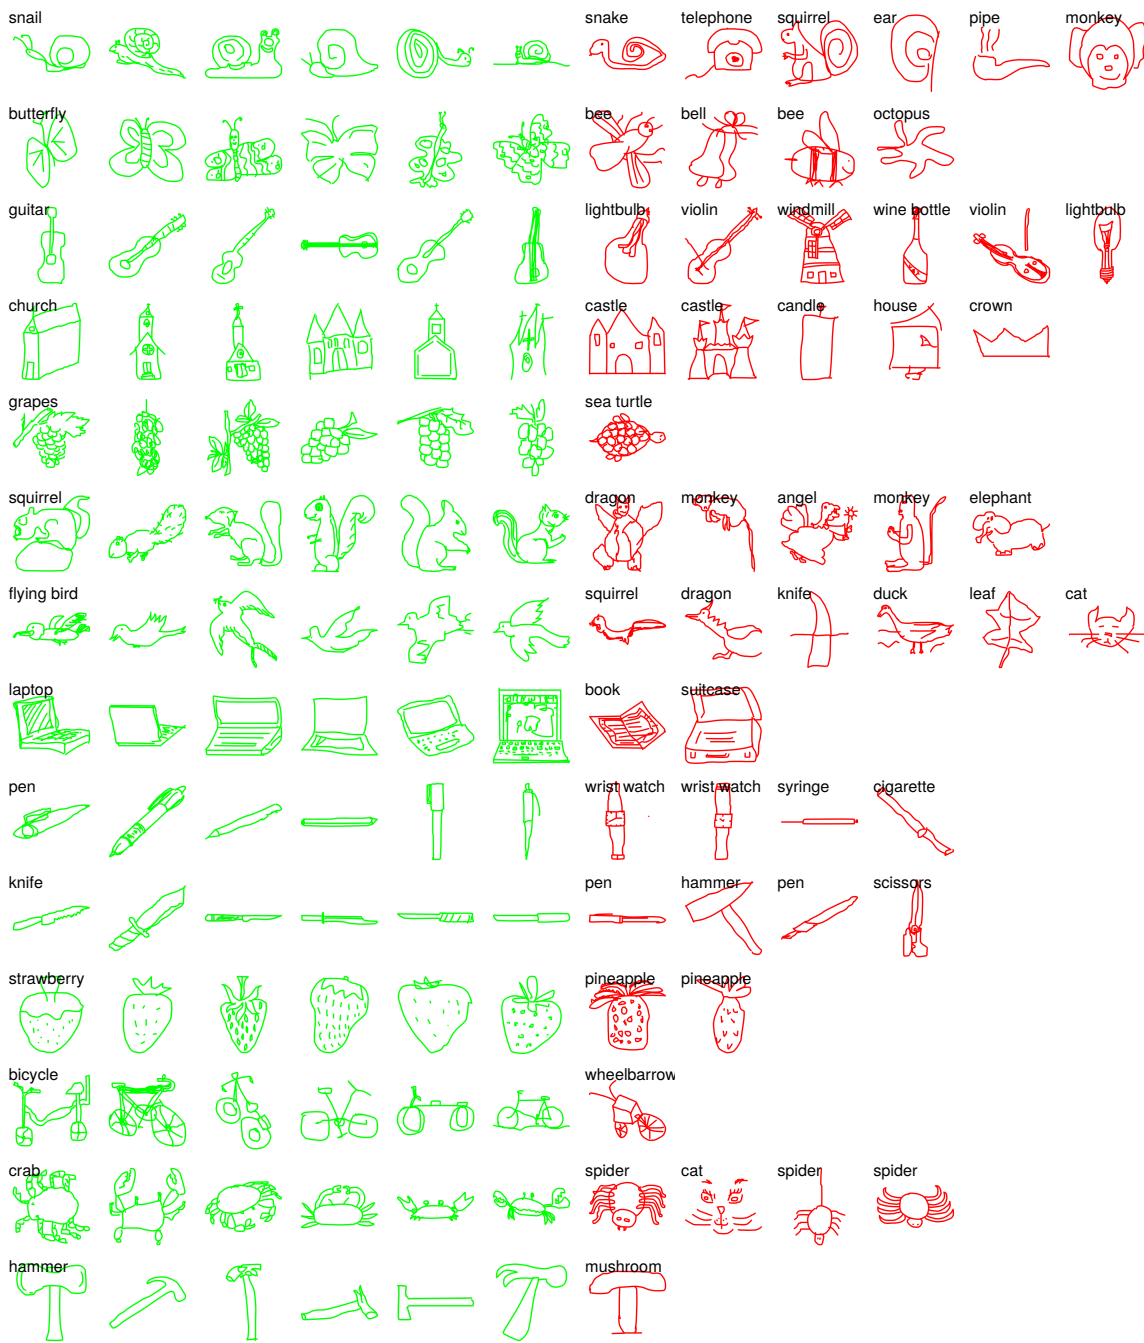 snail snake telephone squirrel ear pipe monkey
butterfly bee bell bee octopus
guitar lightbulb violin windmill wine bottle violin lightbulb
church castle castle candle house crown
grapes sea turtle
squirrel dragon monkey angel monkey elephant
flying bird squirrel dragon knife duck leaf cat
laptop book suitcase
pen wrist watch wrist watch syringe cigarette
knife pen hammer pen scissors
strawberry pineapple pineapple
bicycle wheelbarrow
crab spider cat spider spider
hammer mushroom